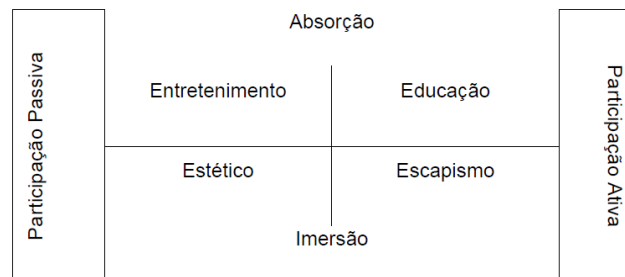 Absorção
Participação Passiva
Entretenimento
Educação
Participação Ativa
Estético
Escapismo
Imersão